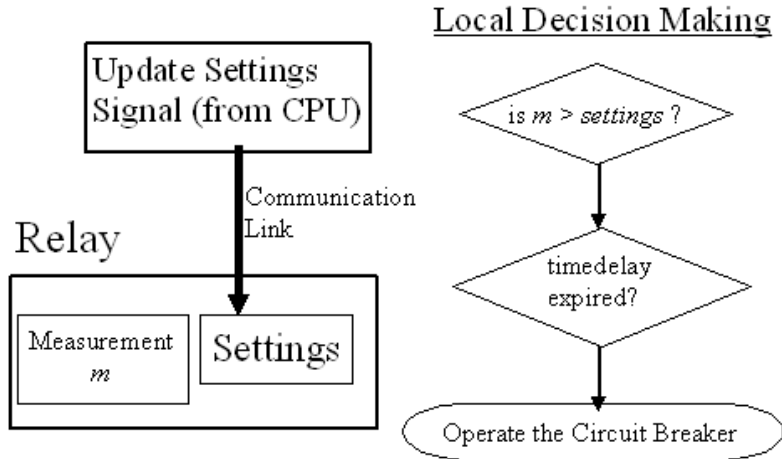 Update Settings
Signal (from CPU)
Communication
Link
Relay
Measurement
m
Settings
Local Decision Making
is m > settings ?
timedelay
expired?
Operate the Circuit Breaker